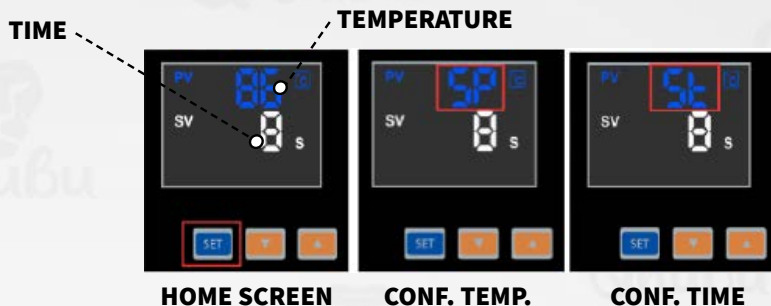 TEMPERATURE
TIME
PV 86 C
SV 8 S
SET
PV SP C
SV 8 S
SET
PV St C
SV 8 S
SET
HOME SCREEN
CONF. TEMP.
CONF. TIME